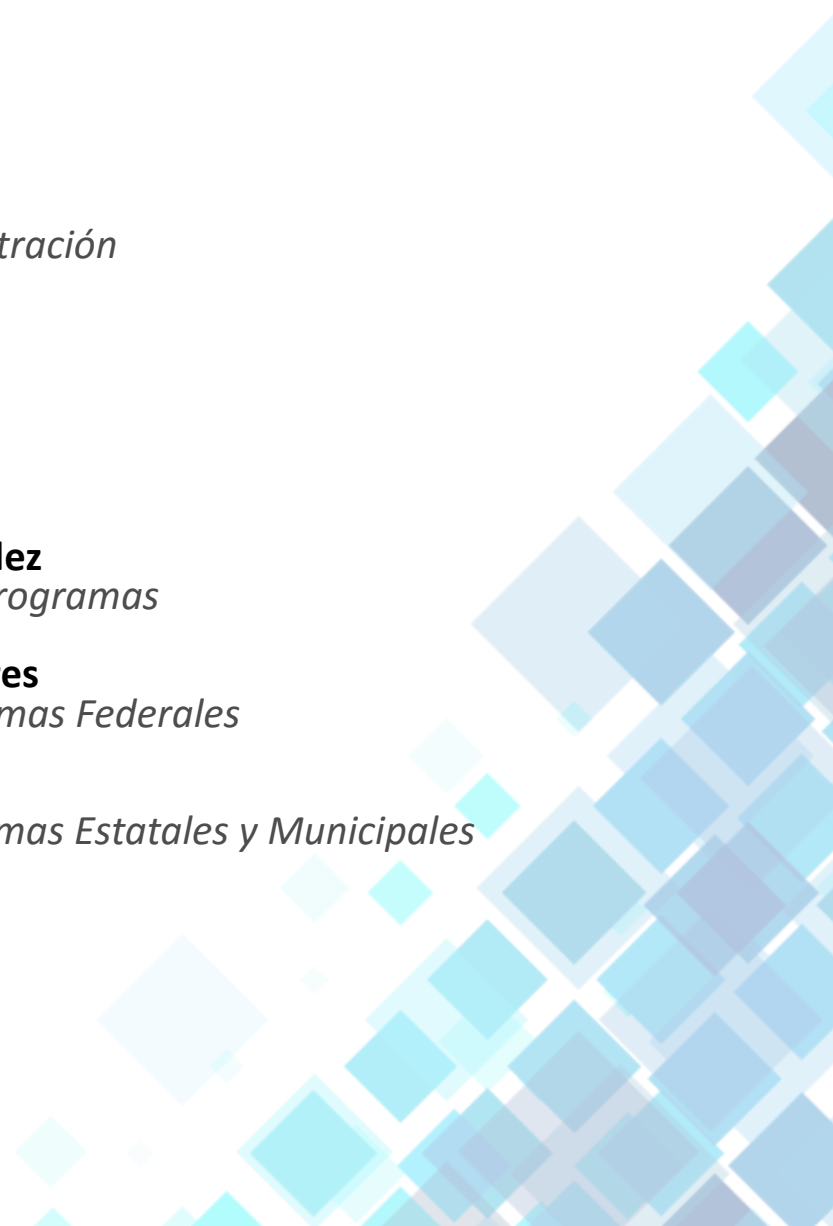 tración
lez
rogramas
es
mas Federales
mas Estatales y Municipales